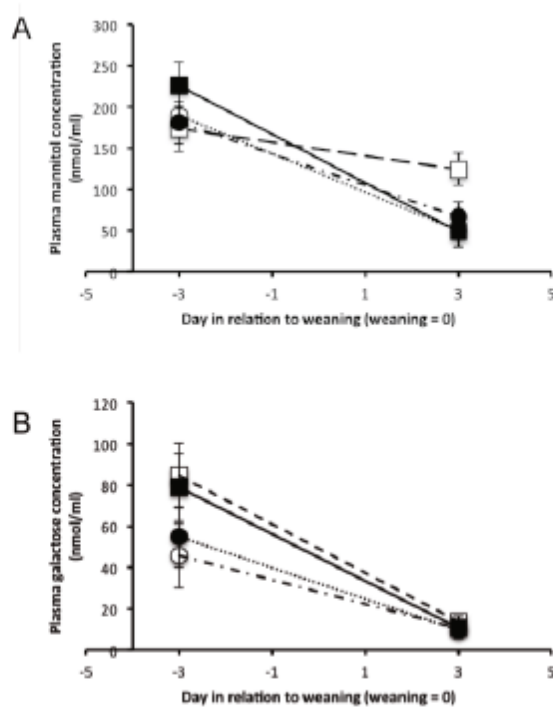 A
Plasma mannitol concentration
(nmol/ml)
300
250
200
150
100
50
0
-5 -3 -1 1 3 5
Day in relation to weaning (weaning = 0)
B
Plasma galactose concentration
(nmol/ml)
120
100
80
60
40
20
0
-5 -3 -1 1 3 5
Day in relation to weaning (weaning = 0)